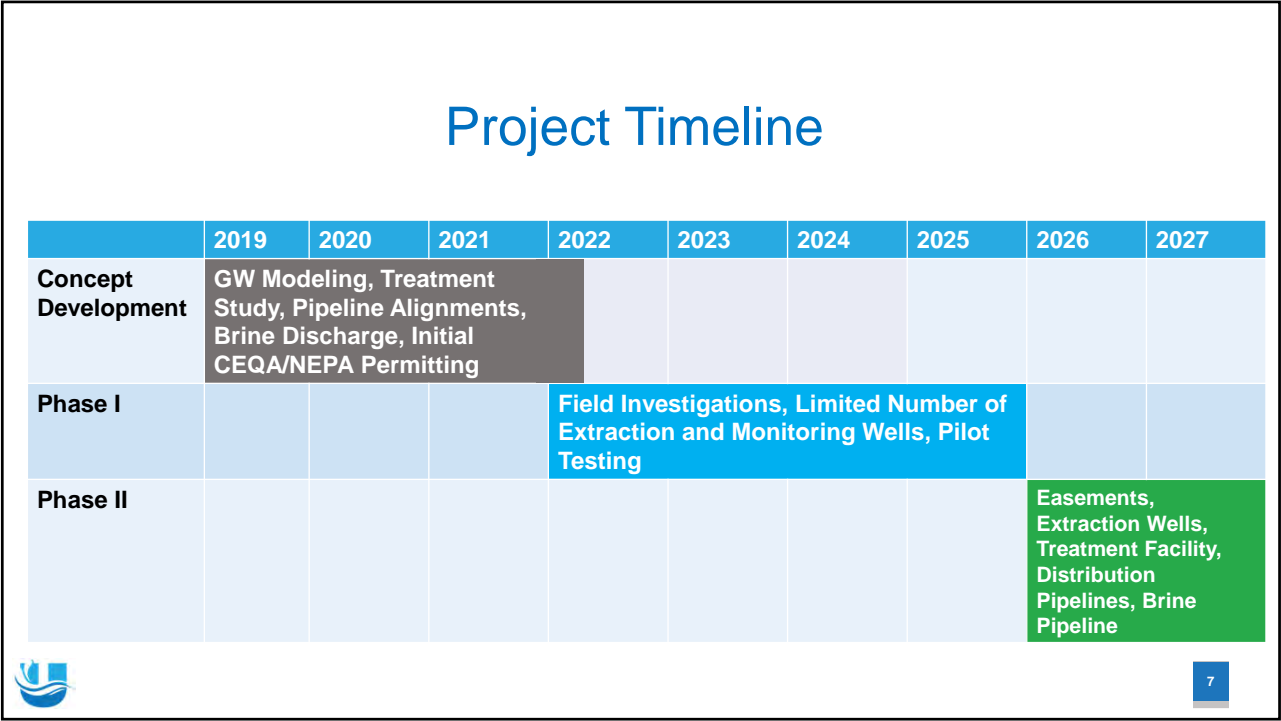 Project Timeline
2019 2020 2021 2022 2023 2024 2025 2026 2027
Concept
Development
GW Modeling, Treatment
Study, Pipeline Alignments,
Brine Discharge, Initial
CEQA/NEPA Permitting
Phase I
Field Investigations, Limited Number of
Extraction and Monitoring Wells, Pilot
Testing
Phase II
Easements,
Extraction Wells,
Treatment Facility,
Distribution
Pipelines, Brine
Pipeline
7